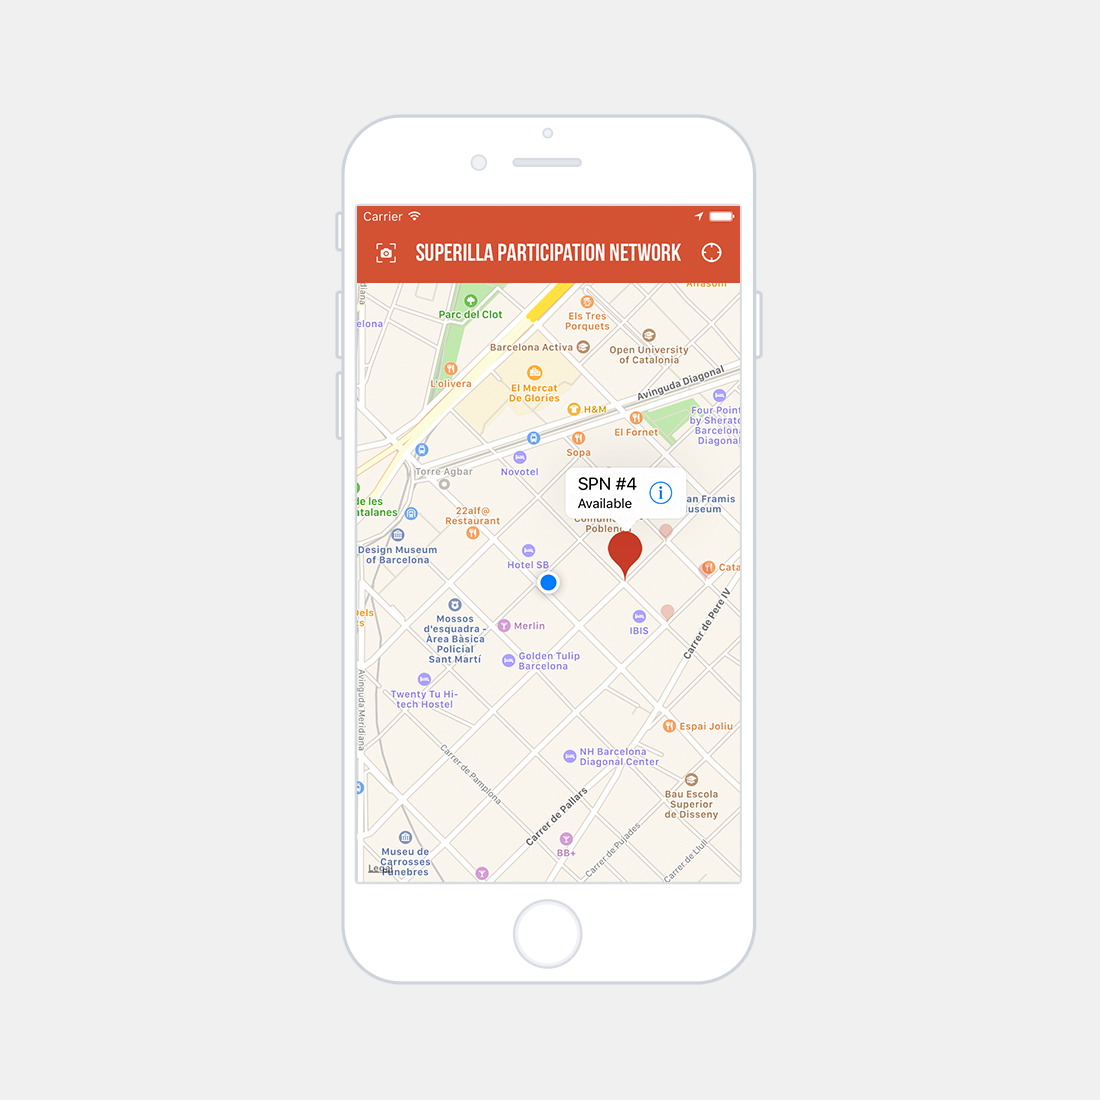 Carrier
SUPERILLA PARTICIPATION NETWORK
Parc del Clot
Els Tres
Porquets
elona
Barcelona Activa
Open University
of Catalonia
L'olivera
El Mercat
De Glories
Avinguda Diagonal
H&M
Four Point
by Sherato
Barcelona
Diagonal
El Fornet
Sopa
Torre Agbar
Novotel
SPN #4
Available
an Framis
useum
de les
atalanes
22alf@
Restaurant
Poblen
Design Museum
of Barcelona
Hotel SB
Cata
Carrer de Pere IV
Mossos
d'esquadra -
Àrea Bàsica
Policial
Sant Martí
Merlin
IBIS
Golden Tulip
Barcelona
Avinguda Meridiana
Twenty Tu Hi-
tech Hostel
Espai Joliu
NH Barcelona
Diagonal Center
Carrer de Pamplona
Carrer de Pallars
Bau Escola
Superior
de Disseny
BB+
Carrer de Pujades
Carrer de Llull
Museu de
Carrosses
Fúnebres
Legal